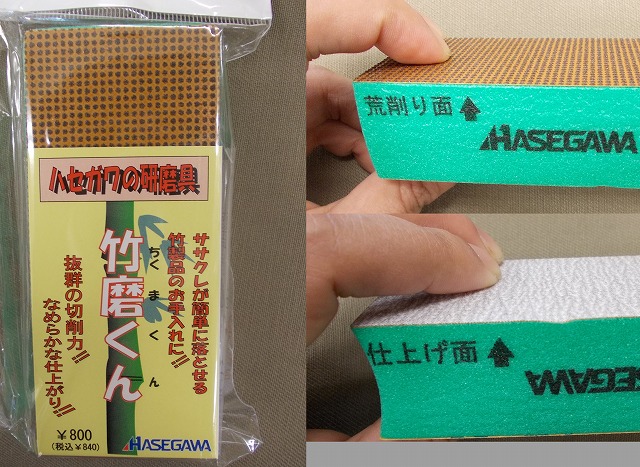 ハセガワの研磨具
ササクレが簡単に落とせる
竹製品のお手入れに!!
竹磨くん
ちくまくん
抜群の切削力!!
なめらかな仕上がり!!
￥800
(税込￥840)
HASEGAWA
荒削り面
HASEGAWA
仕上げ面
HASEGAWA